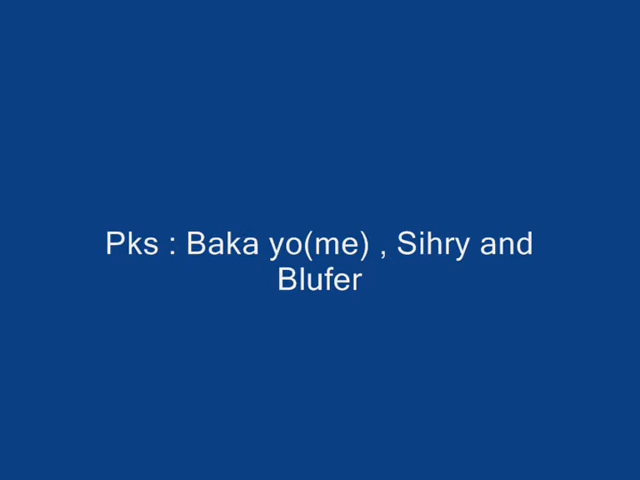 Pks : Baka yo(me) , Sihry and
Blufer